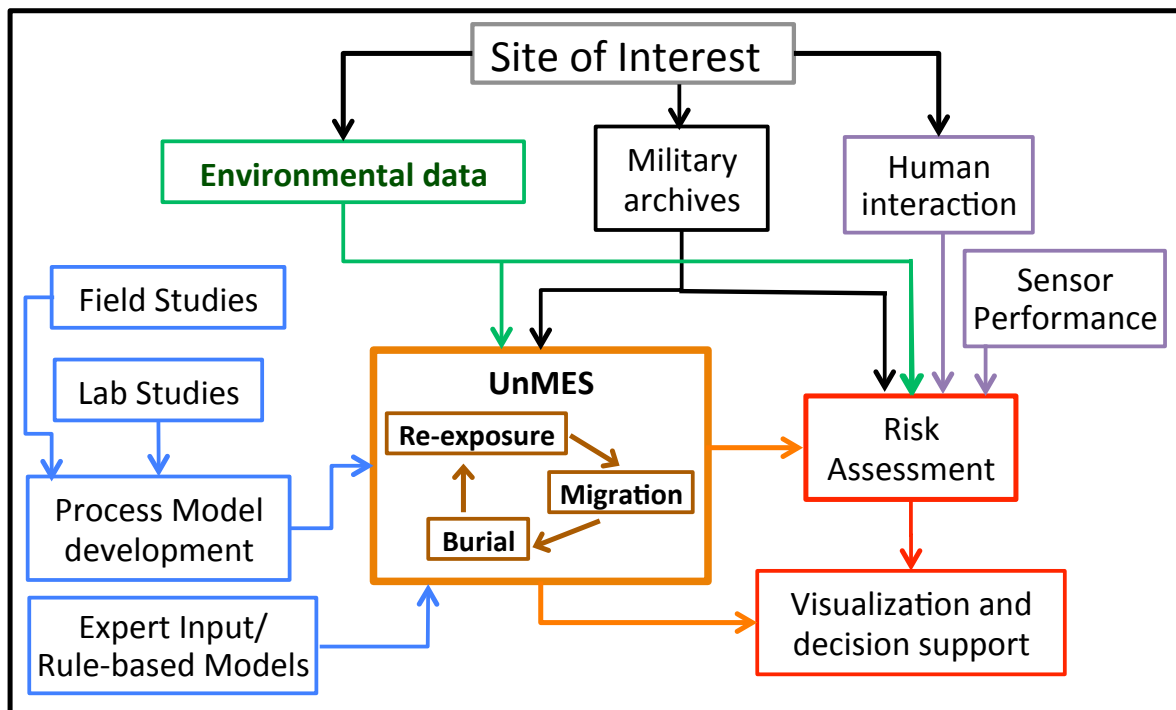 Site of Interest
Environmental data
Military
archives
Human
interaction
Sensor
Performance
Field Studies
Lab Studies
Process Model
development
Expert Input/
Rule-based Models
UnMES
Re-exposure
Migration
Burial
Risk
Assessment
Visualization and
decision support